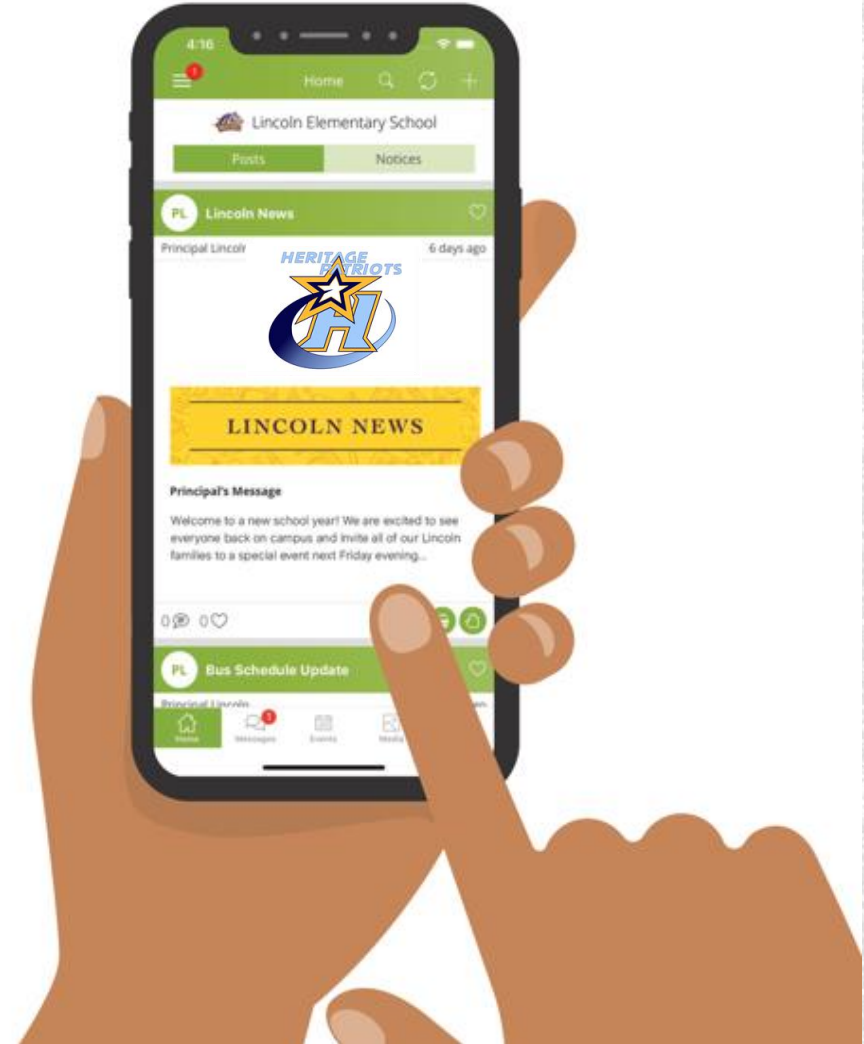 4:16
Home
Lincoln Elementary School
Posts Notices
PL Lincoln News
Principal Lincoln 6 days ago
HERITAGE
PATRIOTS
H
LINCOLN NEWS
Principal's Message
Welcome to a new school year! We are excited to see
everyone back on campus and invite all of our Lincoln
families to a special event next Friday evening...
0 0
PL Bus Schedule Update
Principal Lincoln
Home Messages Events Media